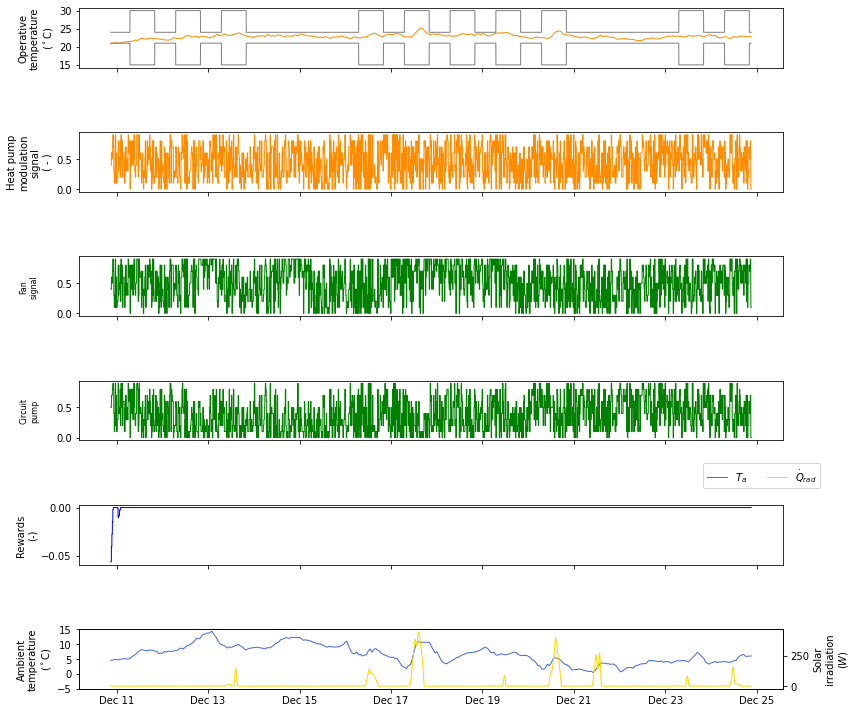 Operative
temperature
(°C)
30
25
20
15
Heat pump
modulation
signal
( - )
0.5
0.0
Fan
signal
0.5
0.0
Circuit
pump
0.5
0.0
T_a
Q̇_rad
Rewards
(-)
0.00
−0.05
Ambient
temperature
(°C)
15
10
5
0
−5
250
0
Solar
irradiation
(W)
Dec 11 Dec 13 Dec 15 Dec 17 Dec 19 Dec 21 Dec 23 Dec 25